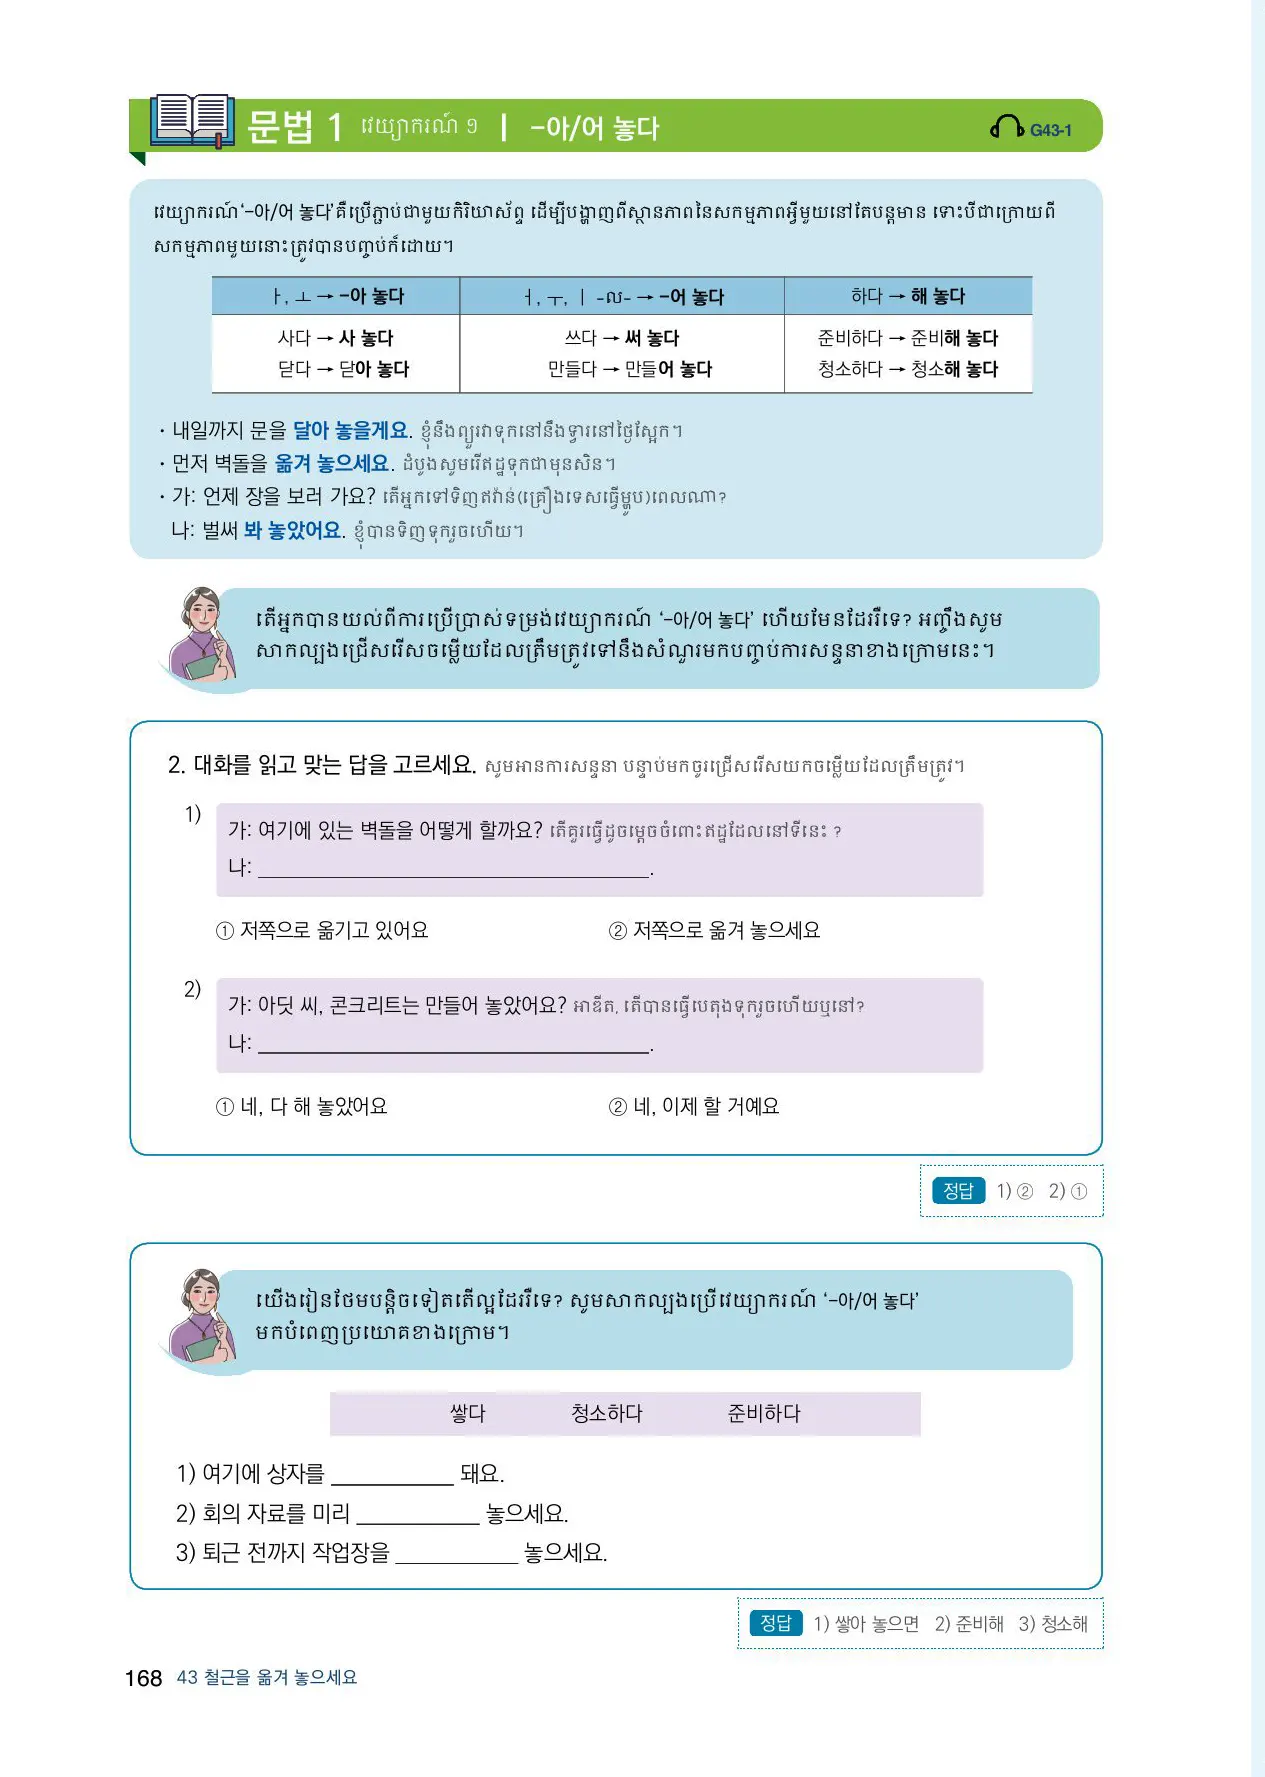 문법 1 វេយ្យាករណ៍ ១ | -아/어 놓다 G43-1
វេយ្យាករណ៍ ‘-아/어 놓다’ គឺប្រើភ្ជាប់ជាមួយកិរិយាស័ព្ទ ដើម្បីបង្ហាញពីស្ថានភាពនៃសកម្មភាពអ្វីមួយនៅតែបន្តមាន ទោះបីជាក្រោយពី
សកម្មភាពមួយនោះត្រូវបានបញ្ចប់ក៏ដោយ។
ㅏ, ㅗ → -아 놓다 ㅓ, ㅜ, ㅣ -ல- → -어 놓다 하다 → 해 놓다
사다 → 사 놓다 쓰다 → 써 놓다 준비하다 → 준비해 놓다
닫다 → 닫아 놓다 만들다 → 만들어 놓다 청소하다 → 청소해 놓다
· 내일까지 문을 달아 놓을게요. ខ្ញុំនឹងព្យួរវាទុកនៅនឹងទ្វារនៅថ្ងៃស្អែក។
· 먼저 벽돌을 옮겨 놓으세요. ដំបូងសូមរើឥដ្ឋទុកជាមុនសិន។
· 가: 언제 장을 보러 가요? តើអ្នកទៅទិញឥវ៉ាន់(គ្រឿងទេសធ្វើម្ហូប)ពេលណា?
나: 벌써 봐 놓았어요. ខ្ញុំបានទិញទុករួចហើយ។
តើអ្នកបានយល់ពីការប្រើប្រាស់ទម្រង់វេយ្យាករណ៍ ‘-아/어 놓다’ ហើយមែនដែររឺទេ? អញ្ចឹងសូម
សាកល្បងជ្រើសរើសចម្លើយដែលត្រឹមត្រូវទៅនឹងសំណួរមកបញ្ចប់ការសន្ទនាខាងក្រោមនេះ។
2. 대화를 읽고 맞는 답을 고르세요. សូមអានការសន្ទនា បន្ទាប់មកចូរជ្រើសរើសយកចម្លើយដែលត្រឹមត្រូវ។
1) 가: 여기에 있는 벽돌을 어떻게 할까요? តើគួរធ្វើដូចម្តេចចំពោះឥដ្ឋដែលនៅទីនេះ ?
나: ____________________.
① 저쪽으로 옮기고 있어요 ② 저쪽으로 옮겨 놓으세요
2) 가: 아딧 씨, 콘크리트는 만들어 놓았어요? អាឌីត, តើបានធ្វើបេតុងទុករួចហើយឬនៅ?
나: ____________________.
① 네, 다 해 놓았어요 ② 네, 이제 할 거예요
정답 1) ② 2) ①
យើងរៀនថែមបន្តិចទៀតតើល្អដែររឺទេ? សូមសាកល្បងប្រើវេយ្យាករណ៍ ‘-아/어 놓다’
មកបំពេញប្រយោគខាងក្រោម។
쌓다 청소하다 준비하다
1) 여기에 상자를 __________ 돼요.
2) 회의 자료를 미리 __________ 놓으세요.
3) 퇴근 전까지 작업장을 __________ 놓으세요.
정답 1) 쌓아 놓으면 2) 준비해 3) 청소해
168 43 철근을 옮겨 놓으세요